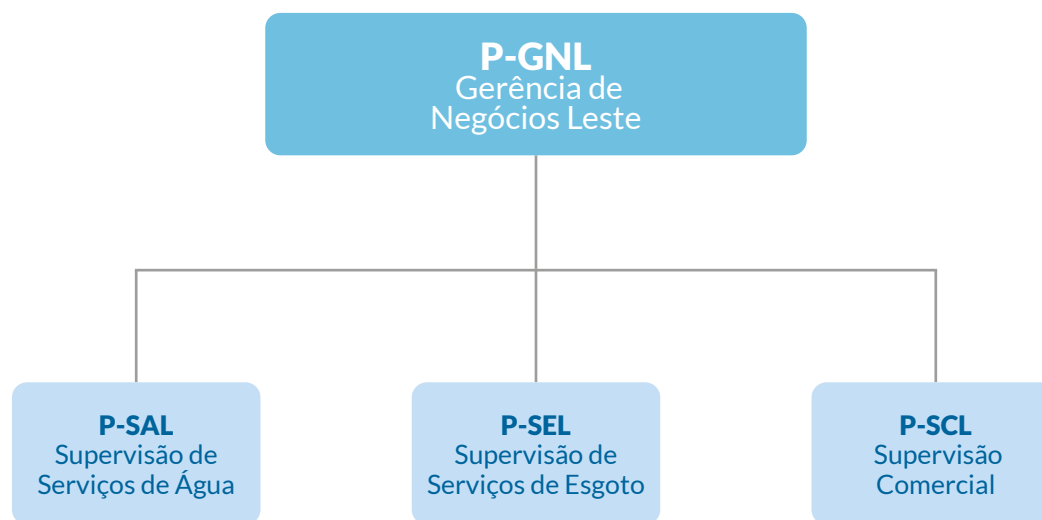 P-GNL
Gerência de
Negócios Leste
P-SAL
Supervisão de
Serviços de Água
P-SEL
Supervisão de
Serviços de Esgoto
P-SCL
Supervisão
Comercial